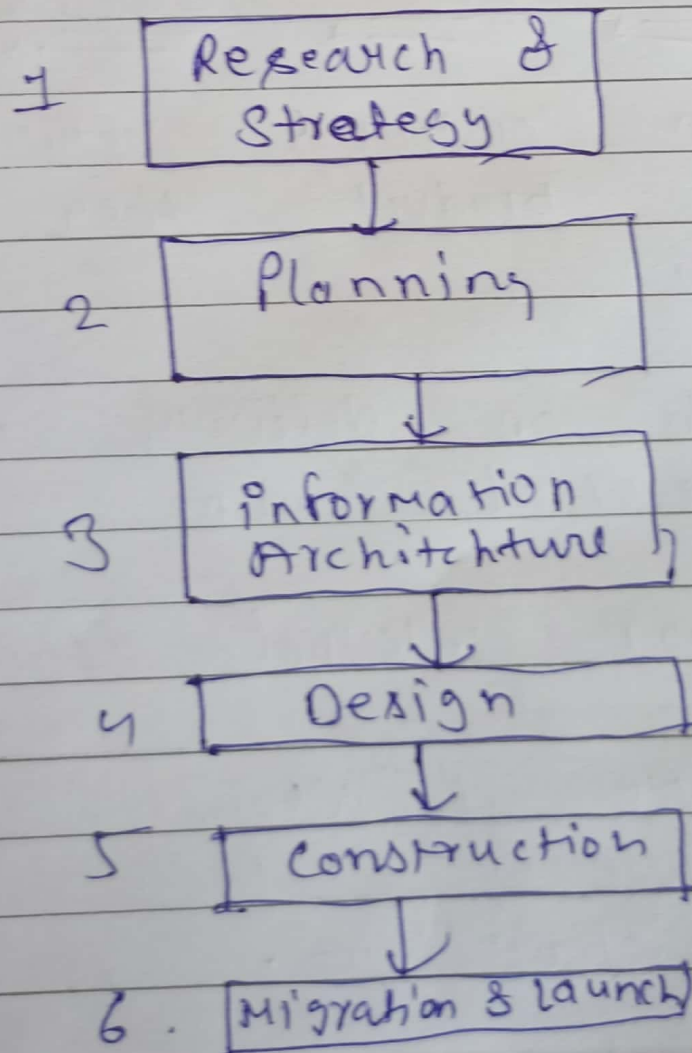 1
Research &
Strategy
2
Planning
3
information
Architchture
4
Design
5
Construction
6.
Migration & Launch